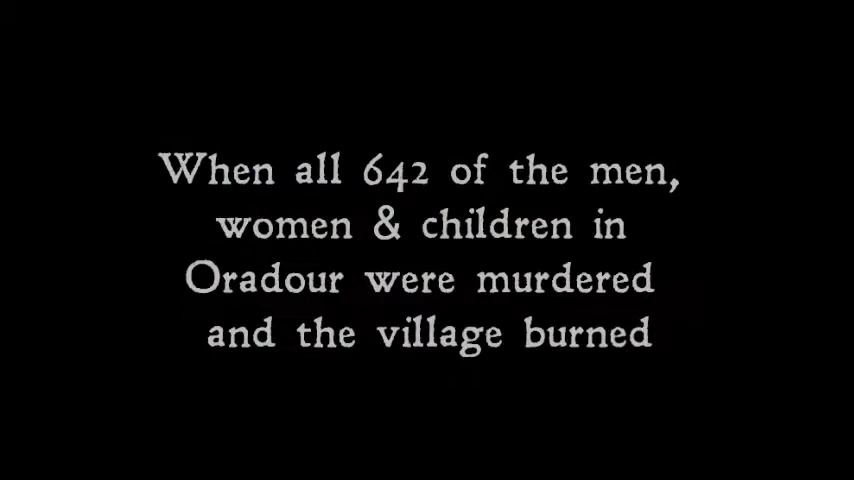 When all 642 of the men,
women & children in
Oradour were murdered
and the village burned